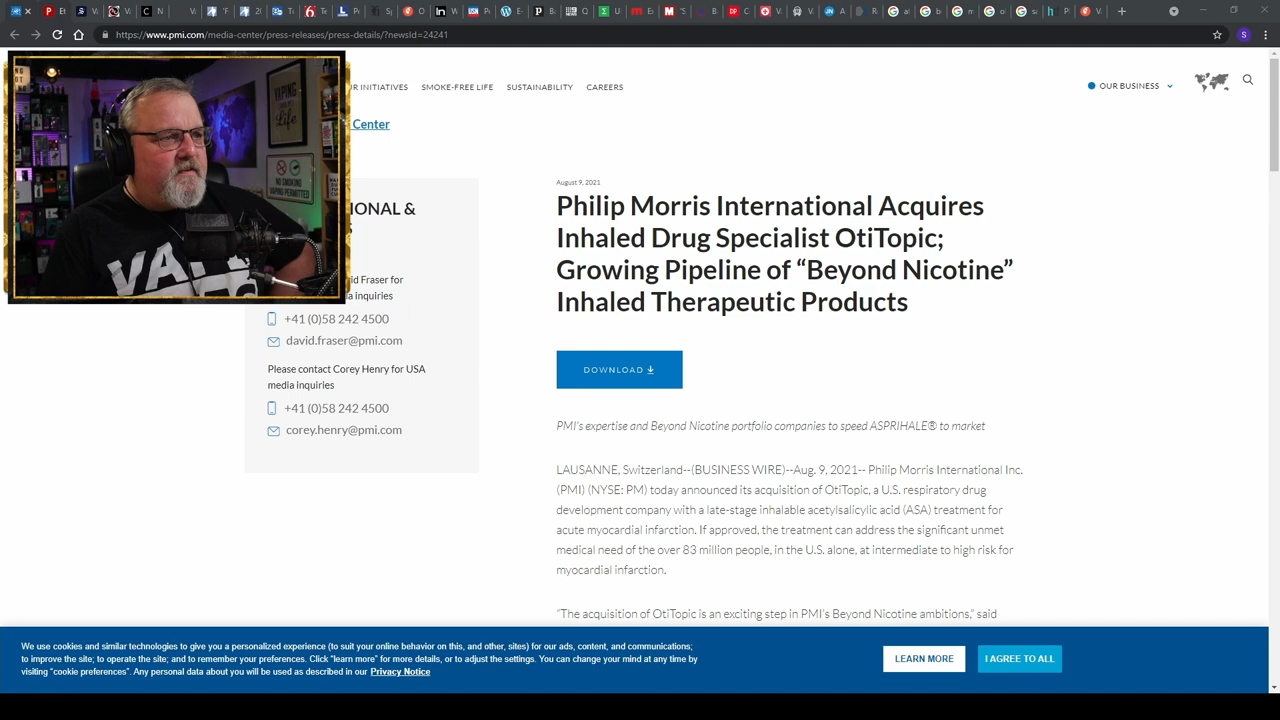 https://www.pmi.com/media-center/press-releases/press-details/?newsId=24241
UR INITIATIVES
SMOKE-FREE LIFE
SUSTAINABILITY
CAREERS
OUR BUSINESS
Center
IONAL &
S
id Fraser for
ia inquiries
+41 (0)58 242 4500
david.fraser@pmi.com
Please contact Corey Henry for USA
media inquiries
+41 (0)58 242 4500
corey.henry@pmi.com
August 9, 2021
Philip Morris International Acquires
Inhaled Drug Specialist OtiTopic;
Growing Pipeline of “Beyond Nicotine”
Inhaled Therapeutic Products
DOWNLOAD
PMI’s expertise and Beyond Nicotine portfolio companies to speed ASPRIHALE® to market
LAUSANNE, Switzerland--(BUSINESS WIRE)--Aug. 9, 2021-- Philip Morris International Inc.
(PMI) (NYSE: PM) today announced its acquisition of OtiTopic, a U.S. respiratory drug
development company with a late-stage inhalable acetylsalicylic acid (ASA) treatment for
acute myocardial infarction. If approved, the treatment can address the significant unmet
medical need of the over 83 million people, in the U.S. alone, at intermediate to high risk for
myocardial infarction.
“The acquisition of OtiTopic is an exciting step in PMI’s Beyond Nicotine ambitions,” said
We use cookies and similar technologies to give you a personalized experience (to suit your online behavior on this, and other, sites) for our ads, content, and communications;
to improve the site; to operate the site; and to remember your preferences. Click “learn more” for more details, or to adjust the settings. You can change your mind at any time by
visiting “cookie preferences”. Any personal data about you will be used as described in our Privacy Notice
LEARN MORE
I AGREE TO ALL
NO SMOKING
VAPING PERMITTED